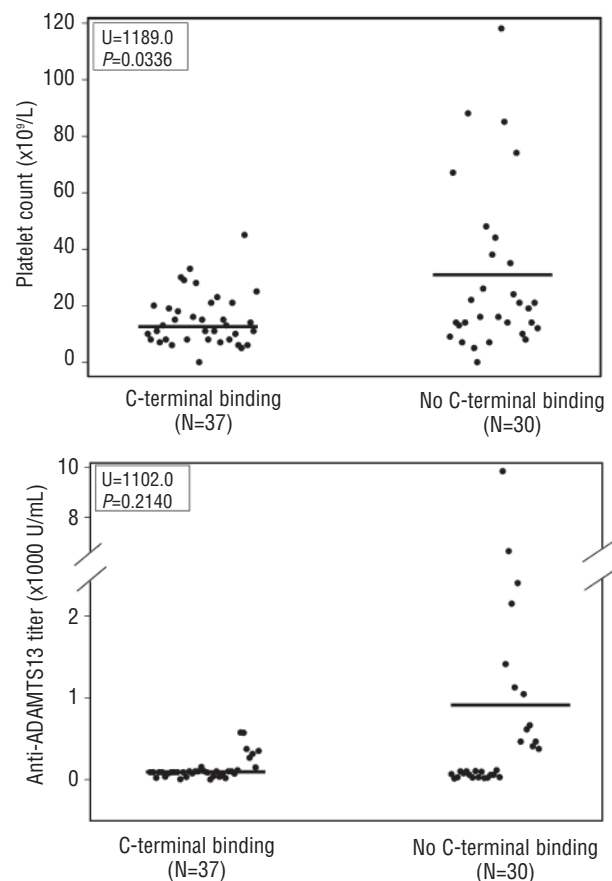 120
100
80
60
40
20
0
Platelet count (x10⁹/L)
U=1189.0
P=0.0336
C-terminal binding
(N=37)
No C-terminal binding
(N=30)
10
8
2
1
0
Anti-ADAMTS13 titer (x1000 U/mL)
U=1102.0
P=0.2140
C-terminal binding
(N=37)
No C-terminal binding
(N=30)